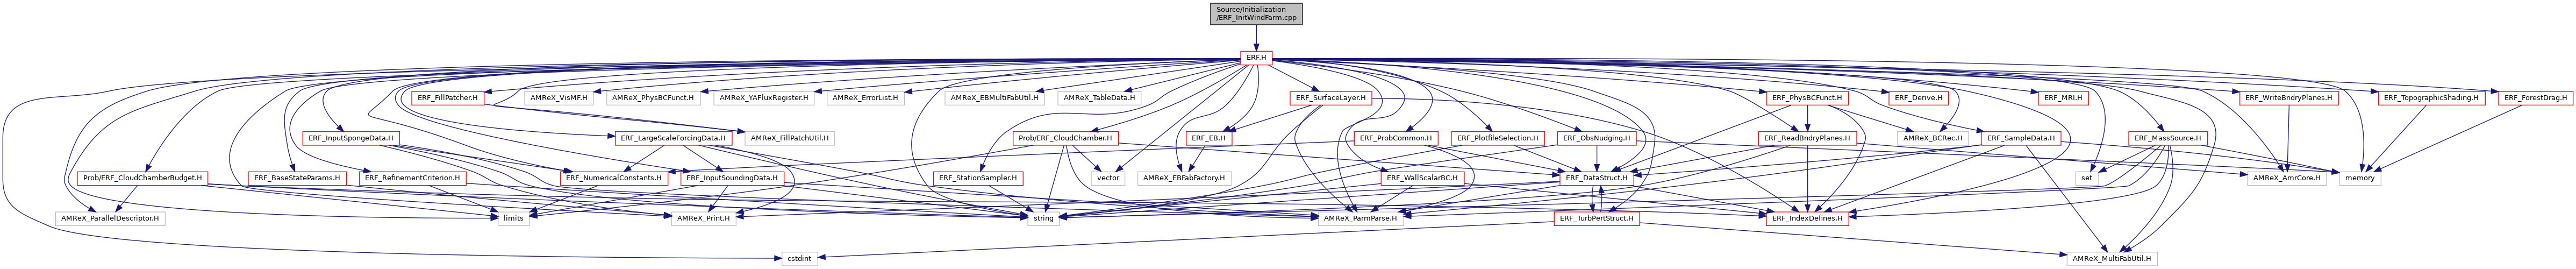 Source/Initialization
/ERF_InitWindFarm.cpp
ERF.H
ERF_FillPatcher.H
AMReX_VisMF.H
AMReX_PhysBCFunct.H
AMReX_YAFluxRegister.H
AMReX_ErrorList.H
AMReX_EBMultiFabUtil.H
AMReX_TableData.H
ERF_SurfaceLayer.H
ERF_PhysBCFunct.H
ERF_Derive.H
ERF_MRI.H
ERF_WriteBndryPlanes.H
ERF_TopographicShading.H
ERF_ForestDrag.H
ERF_InputSpongeData.H
ERF_LargeScaleForcingData.H
AMReX_FillPatchUtil.H
Prob/ERF_CloudChamber.H
ERF_EB.H
ERF_ProbCommon.H
ERF_PlotfileSelection.H
ERF_ObsNudging.H
ERF_ReadBndryPlanes.H
AMReX_BCRec.H
ERF_SampleData.H
ERF_MassSource.H
Prob/ERF_CloudChamberBudget.H
ERF_BaseStateParams.H
ERF_RefinementCriterion.H
ERF_NumericalConstants.H
ERF_InputSoundingData.H
ERF_StationSampler.H
vector
AMReX_EBFabFactory.H
ERF_WallScalarBC.H
ERF_DataStruct.H
set
AMReX_AmrCore.H
memory
AMReX_ParallelDescriptor.H
limits
AMReX_Print.H
string
AMReX_ParmParse.H
ERF_TurbPertStruct.H
ERF_IndexDefines.H
cstdint
AMReX_MultiFabUtil.H